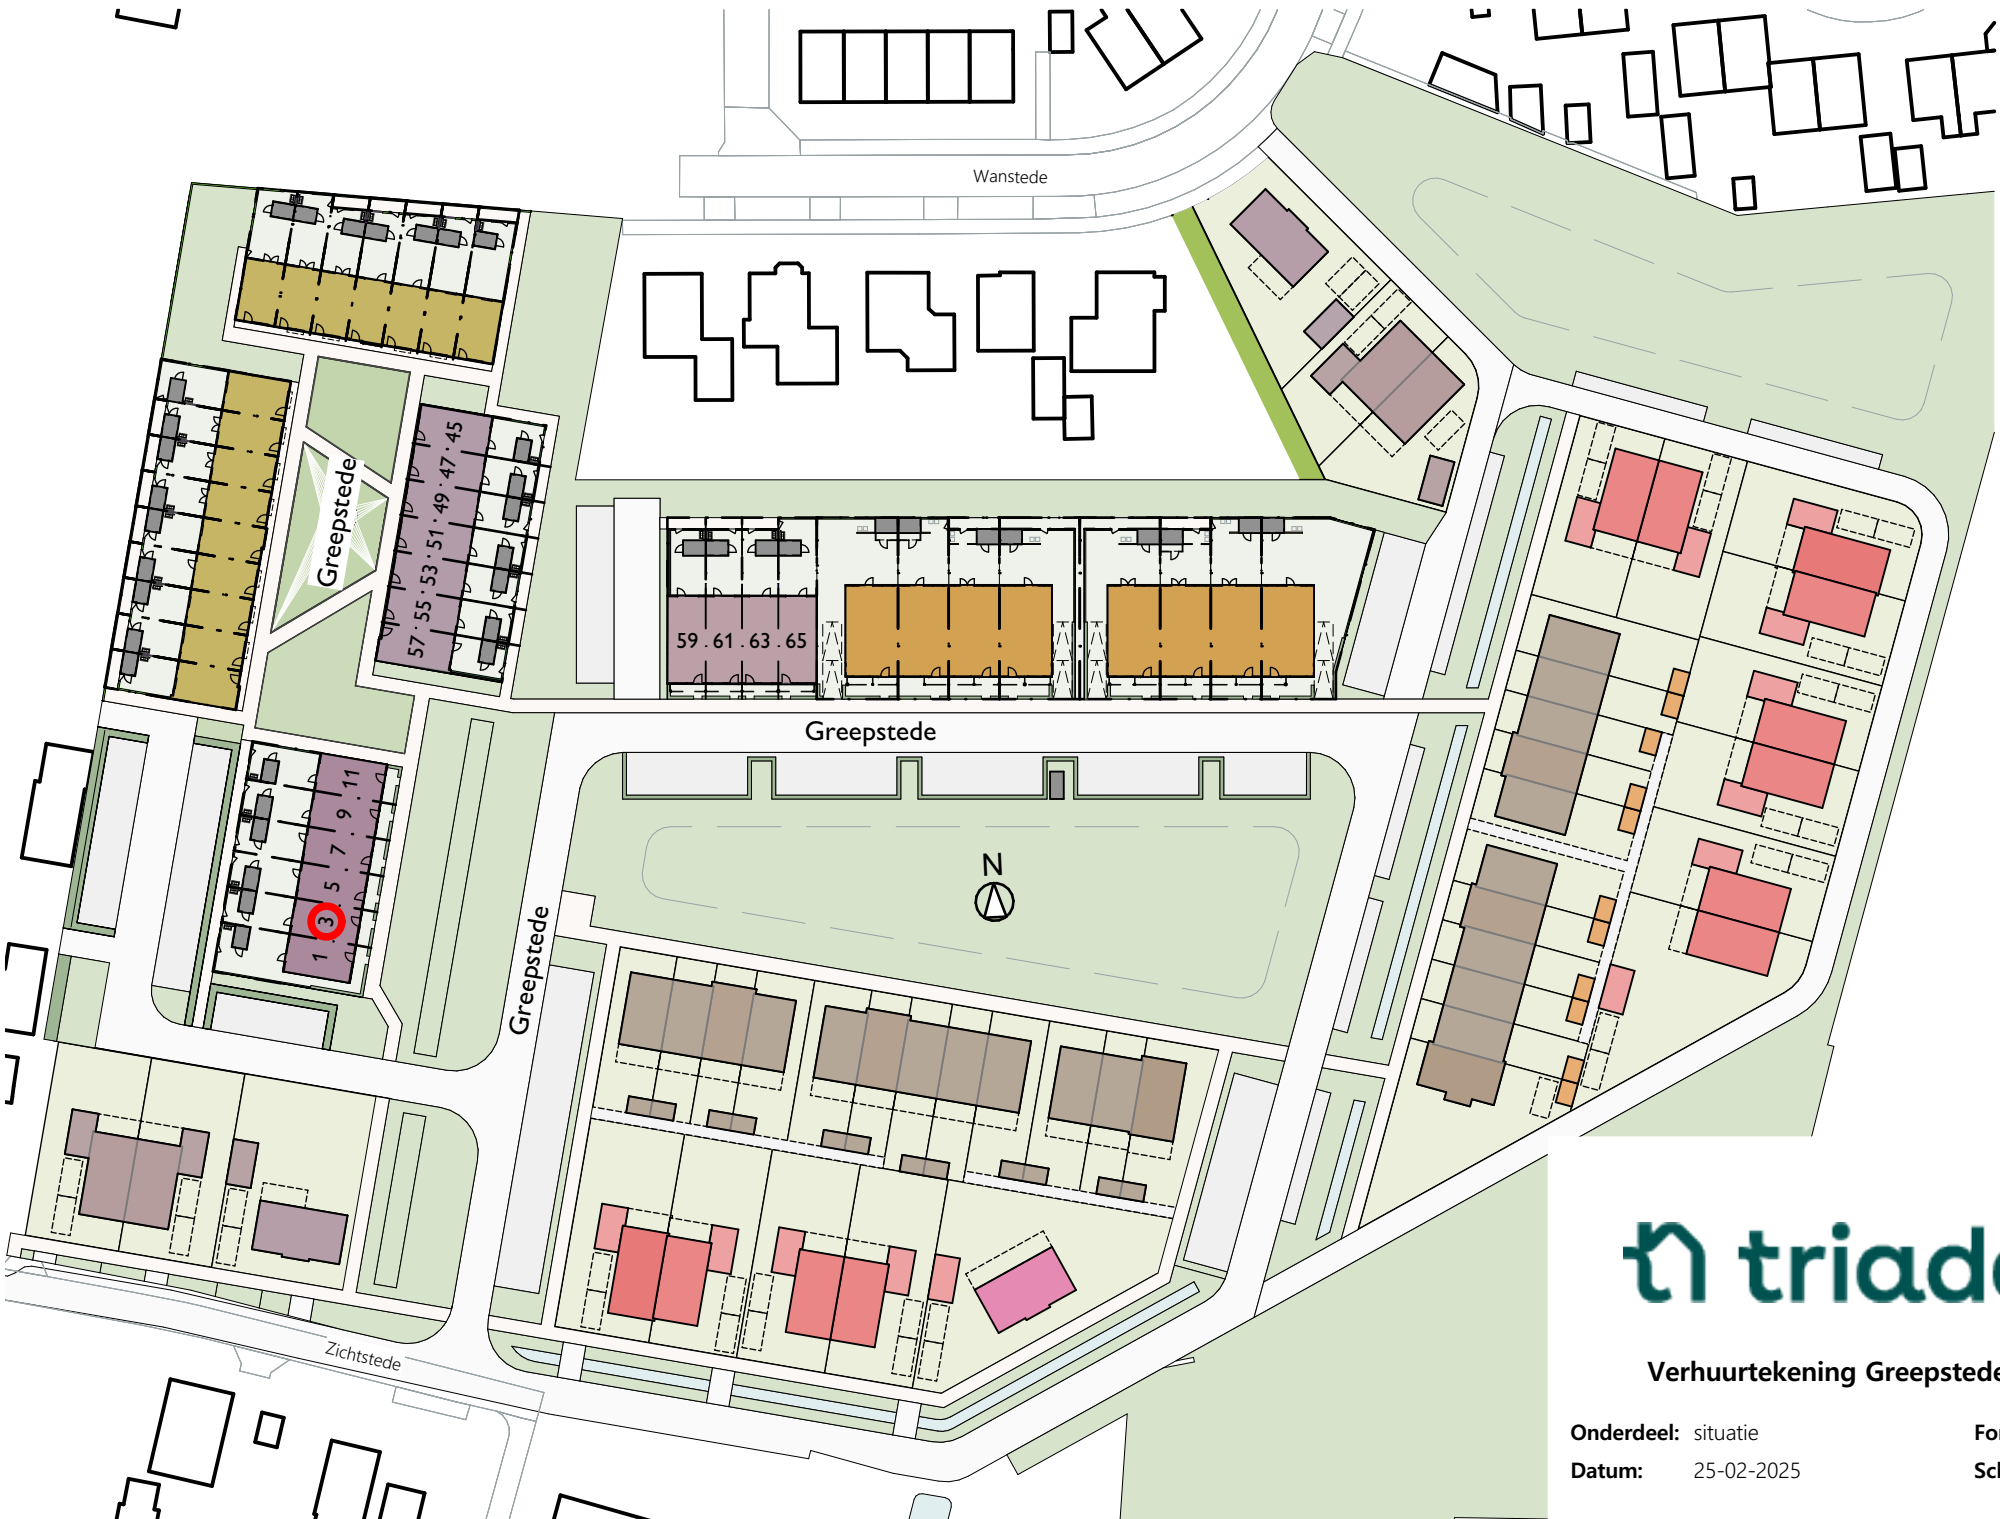 Wanstede
Greepstede
57 . 55 . 53 . 51 . 49 . 47 . 45
59 . 61 . 63 . 65
Greepstede
1 . 3 . 5 . 7 . 9 . 11
N
Greepstede
Zichtstede
triad
Verhuurtekening Greepstede
Onderdeel: situatie
Datum: 25-02-2025